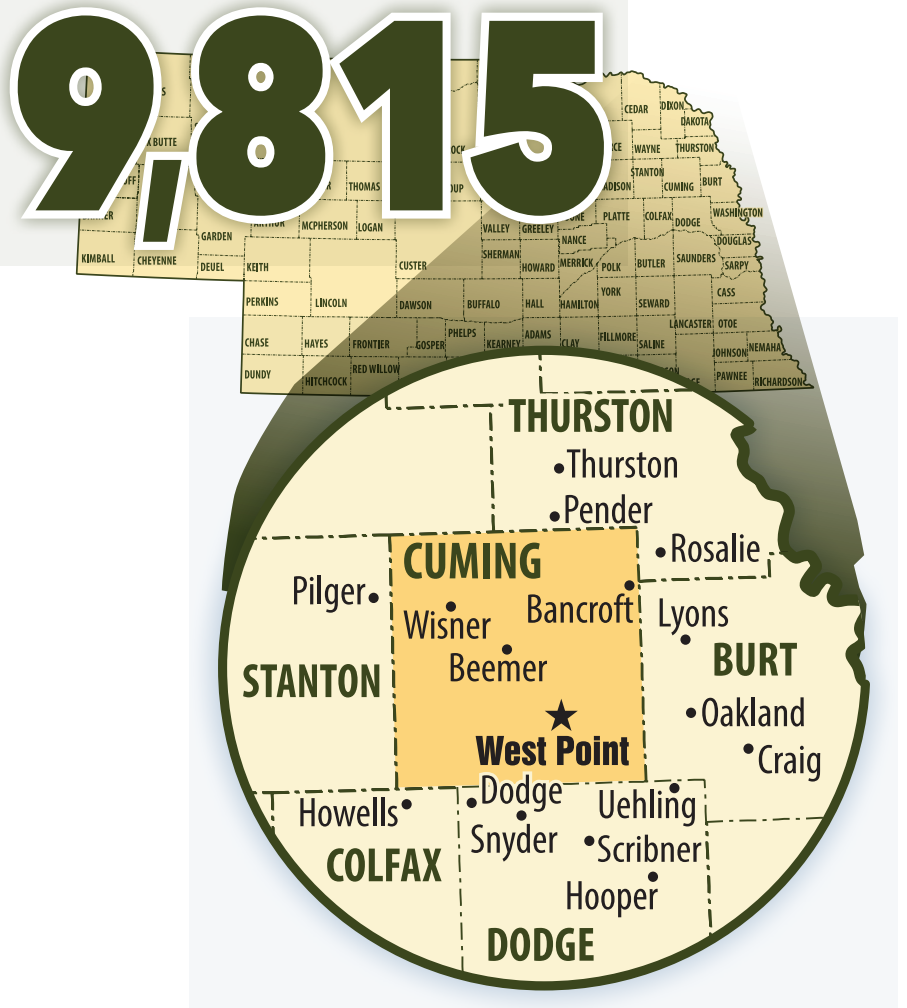 9,815
CEDAR
DIXON
DAKOTA
WAYNE
THURSTON
STANTON
CUMING
BURT
THOMAS
MCPHERSON
LOGAN
GARDEN
VALLEY
GREELEY
PLATTE
COLFAX
DODGE
WASHINGTON
NANCE
DOUGLAS
KIMBALL
CHEYENNE
DEUEL
KEITH
CUSTER
SHERMAN
HOWARD
MERRICK
POLK
BUTLER
SAUNDERS
SARPY
PERKINS
LINCOLN
DAWSON
BUFFALO
HALL
HAMILTON
YORK
SEWARD
CASS
LANCASTER
OTOE
CHASE
HAYES
FRONTIER
GOSPER
PHELPS
KEARNEY
ADAMS
CLAY
FILLMORE
SALINE
JOHNSON
NEMAHA
DUNDY
HITCHCOCK
RED WILLOW
PAWNEE
RICHARDSON
THURSTON
Thurston
Pender
Rosalie
CUMING
Pilger
Wisner
Bancroft
Lyons
Beemer
BURT
STANTON
Oakland
West Point
Craig
Dodge
Uehling
Howells
Snyder
Scribner
COLFAX
Hooper
DODGE